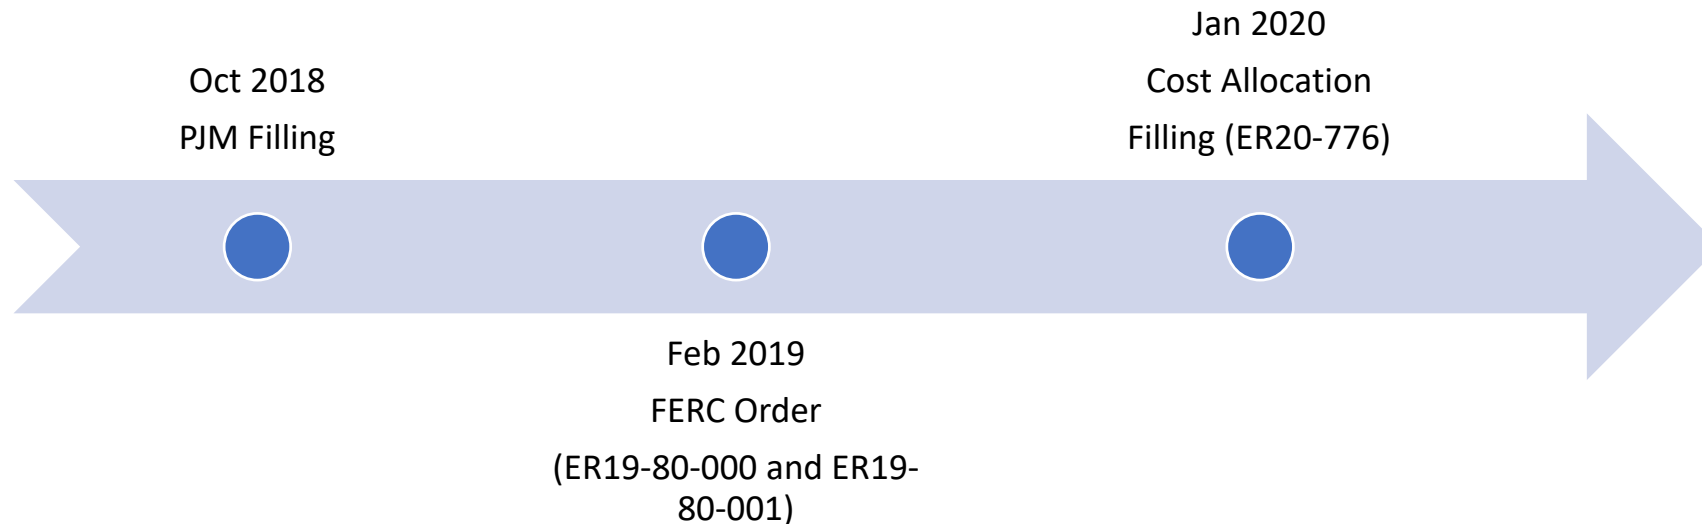 Oct 2018
PJM Filling
Feb 2019
FERC Order
(ER19-80-000 and ER19-
80-001)
Jan 2020
Cost Allocation
Filling (ER20-776)